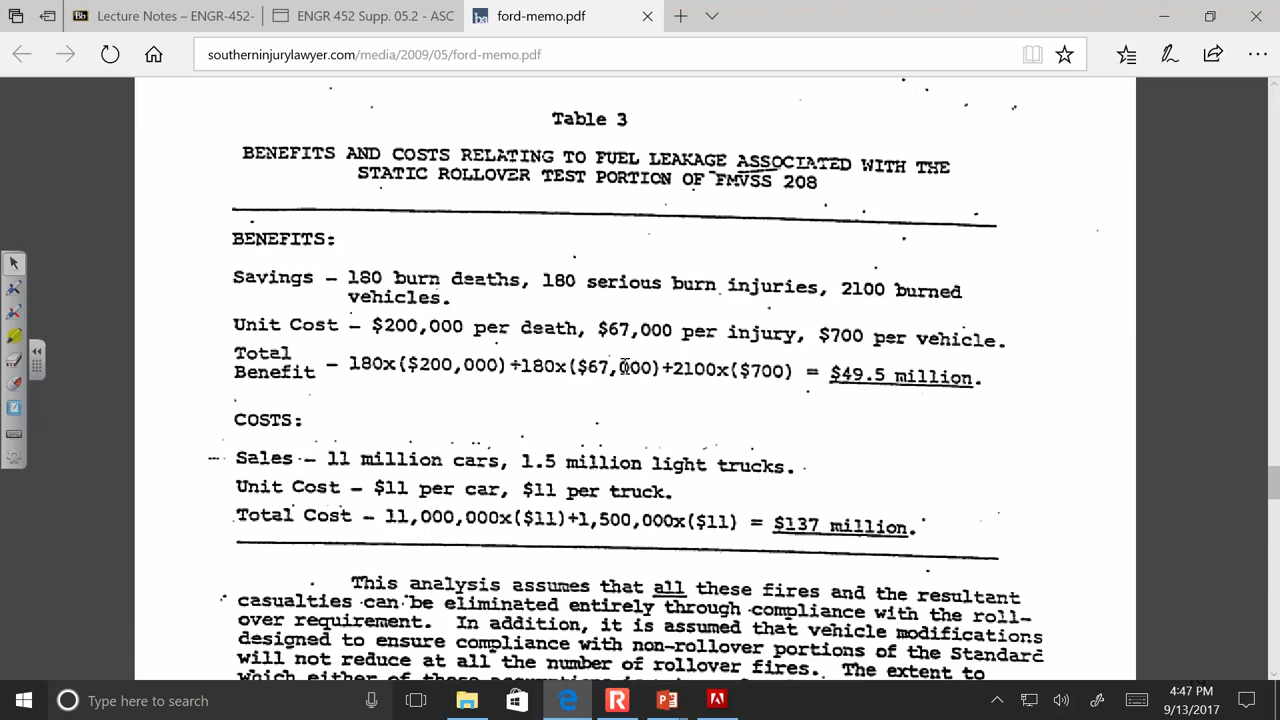 Lecture Notes – ENGR-452-
ENGR 452 Supp. 05.2 - ASC
ford-memo.pdf
southerninjurylawyer.com/media/2009/05/ford-memo.pdf
Table 3
BENEFITS AND COSTS RELATING TO FUEL LEAKAGE ASSOCIATED WITH THE
STATIC ROLLOVER TEST PORTION OF FMVSS 208
BENEFITS:
Savings – 180 burn deaths, 180 serious burn injuries, 2100 burned
vehicles.
Unit Cost – $200,000 per death, $67,000 per injury, $700 per vehicle.
Total
Benefit – 180x($200,000)+180x($67,000)+2100x($700) = $49.5 million.
COSTS:
Sales – 11 million cars, 1.5 million light trucks.
Unit Cost – $11 per car, $11 per truck.
Total Cost – 11,000,000x($11)+1,500,000x($11) = $137 million.
This analysis assumes that all these fires and the resultant
casualties can be eliminated entirely through compliance with the roll-
over requirement. In addition, it is assumed that vehicle modifications
designed to ensure compliance with non-rollover portions of the Standard
will not reduce at all the number of rollover fires. The extent to
which either of these
Type here to search
4:47 PM
9/13/2017